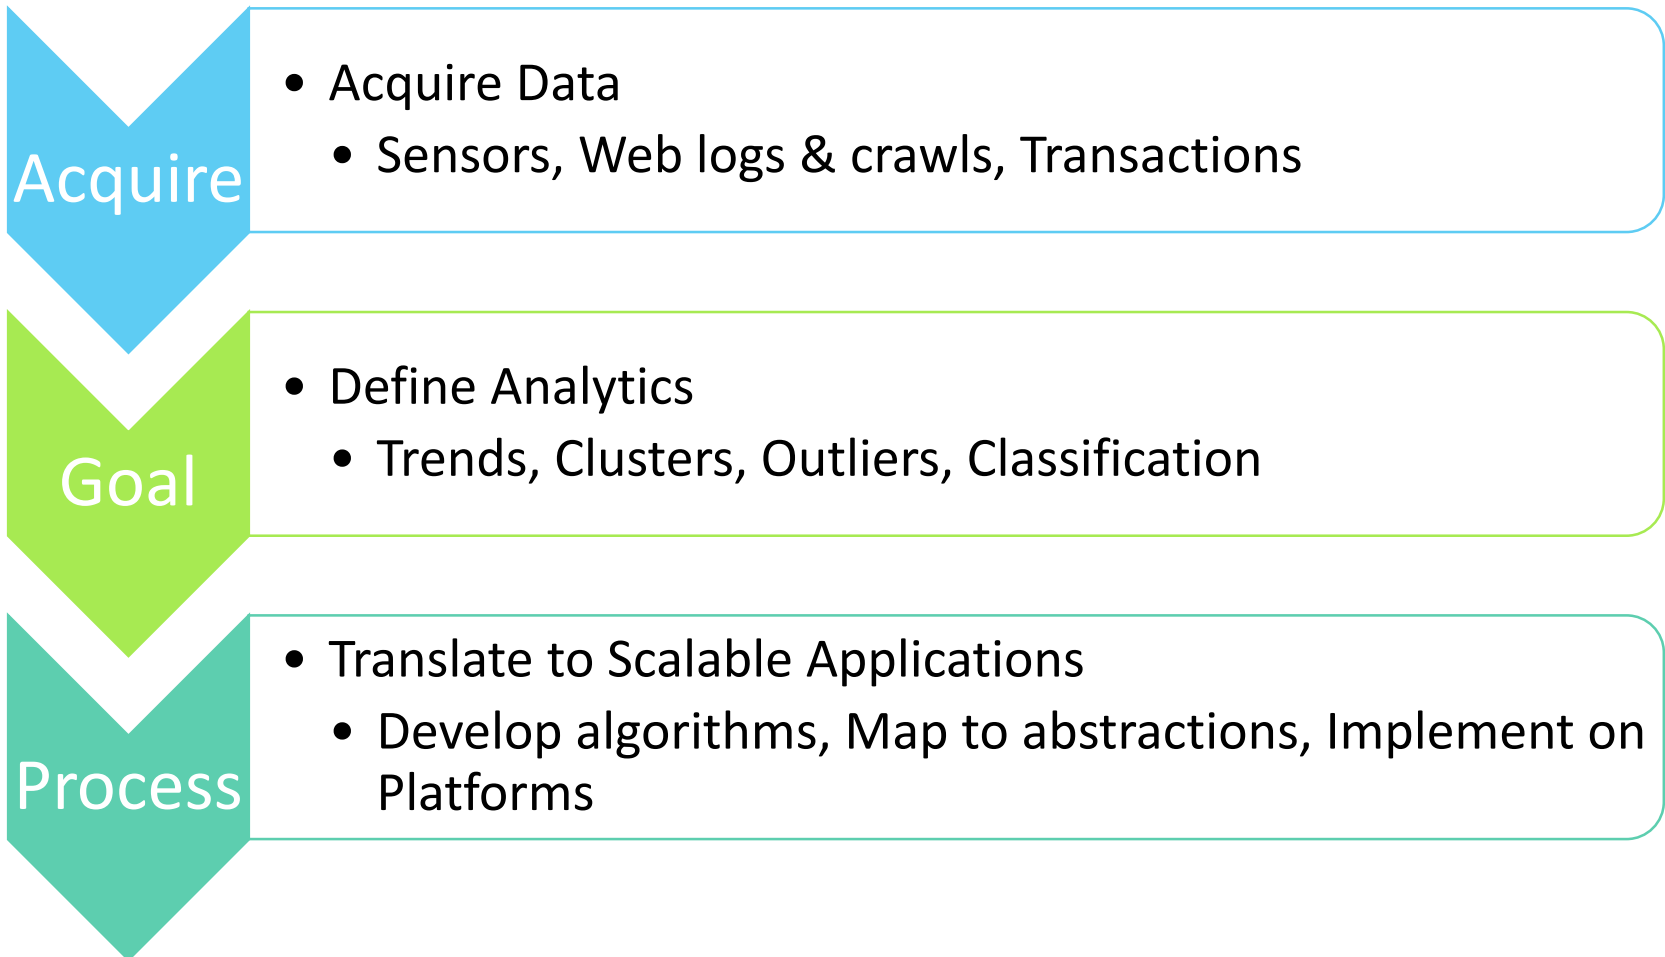 Acquire
• Acquire Data
• Sensors, Web logs & crawls, Transactions
Goal
• Define Analytics
• Trends, Clusters, Outliers, Classification
Process
• Translate to Scalable Applications
• Develop algorithms, Map to abstractions, Implement on
Platforms